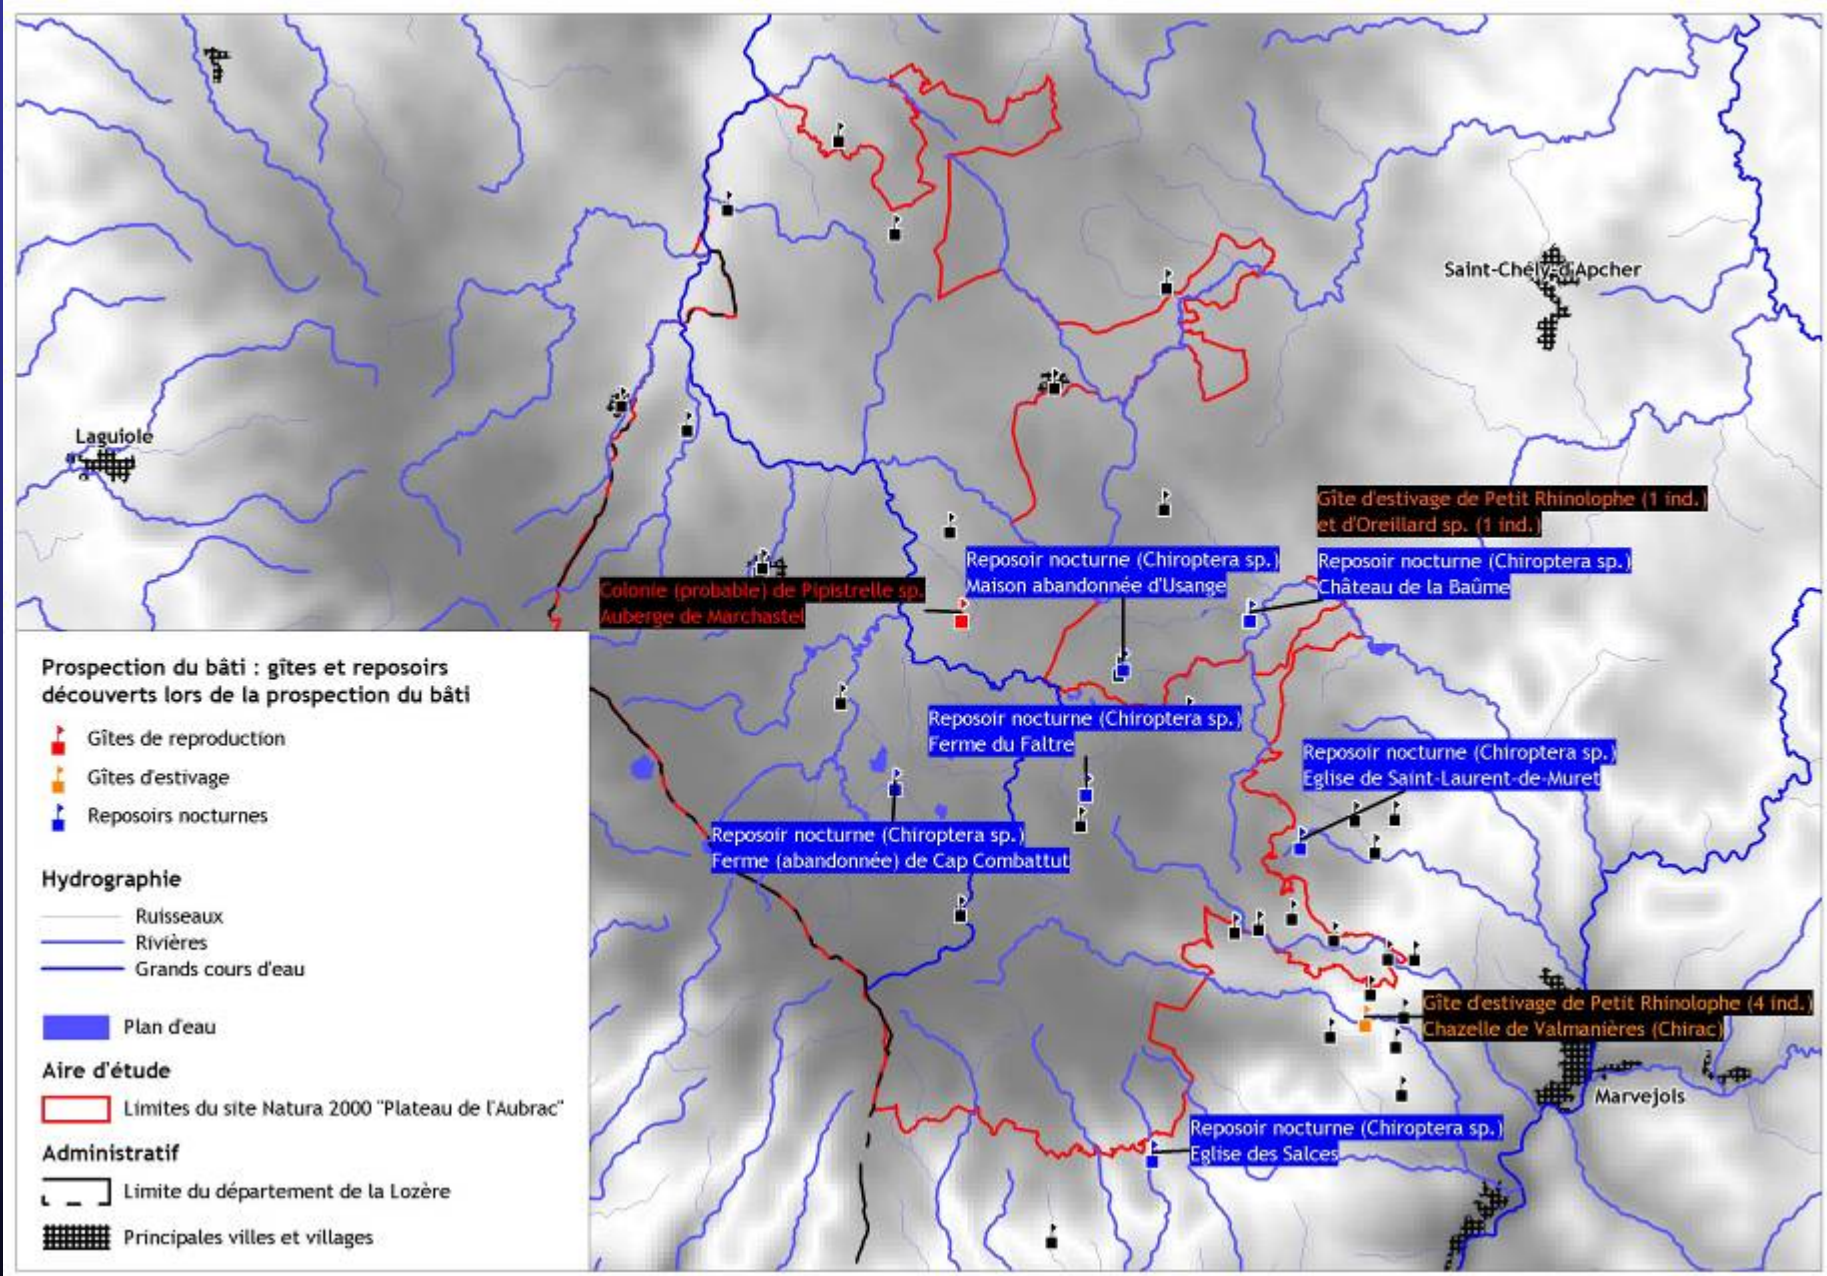 Saint-Chély-d'Apcher
Laguiole
Gîte d'estivage de Petit Rhinolophe (1 ind.)
et d'Oreillard sp. (1 ind.)
Reposoir nocturne (Chiroptera sp.)
Maison abandonnée d'Usange
Reposoir nocturne (Chiroptera sp.)
Château de la Baûme
Colonie (probable) de Pipistrelle sp.
Auberge de Marchastel
Reposoir nocturne (Chiroptera sp.)
Ferme du Faltre
Reposoir nocturne (Chiroptera sp.)
Eglise de Saint-Laurent-de-Muret
Reposoir nocturne (Chiroptera sp.)
Ferme (abandonnée) de Cap Combattut
Gîte d'estivage de Petit Rhinolophe (4 ind.)
Chazelle de Valmanières (Chirac)
Marvejols
Reposoir nocturne (Chiroptera sp.)
Eglise des Salces
Prospection du bâti : gîtes et reposoirs
découverts lors de la prospection du bâti
Gîtes de reproduction
Gîtes d'estivage
Reposoirs nocturnes
Hydrographie
Ruisseaux
Rivières
Grands cours d'eau
Plan d'eau
Aire d'étude
Limites du site Natura 2000 "Plateau de l'Aubrac"
Administratif
Limite du département de la Lozère
Principales villes et villages